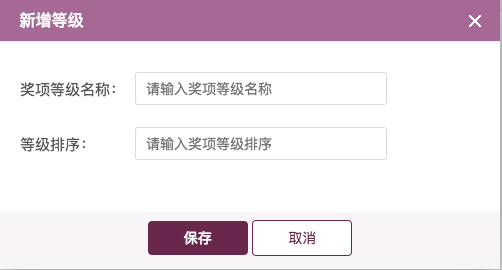 新增等级
奖项等级名称：
请输入奖项等级名称
等级排序：
请输入奖项等级排序
保存
取消